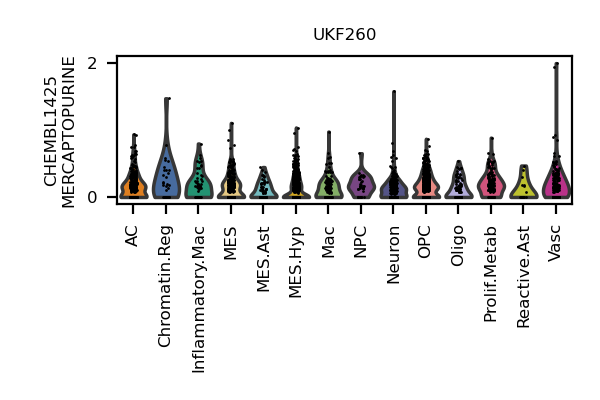 UKF260
CHEMBL1425
MERCAPTOPURINE
2
0
AC
Chromatin.Reg
Inflammatory.Mac
MES
MES.Ast
MES.Hyp
Mac
NPC
Neuron
OPC
Oligo
Prolif.Metab
Reactive.Ast
Vasc